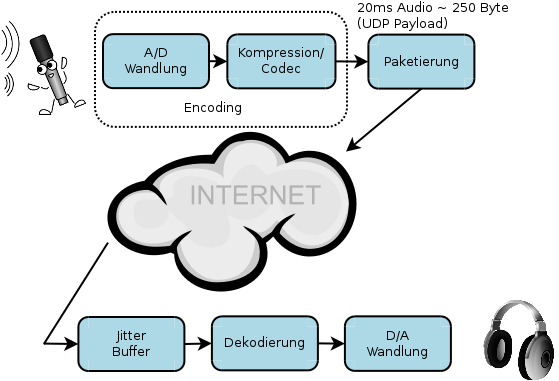 20ms Audio ~ 250 Byte
(UDP Payload)
A/D
Wandlung
Kompression/
Codec
Paketierung
Encoding
INTERNET
Jitter
Buffer
Dekodierung
D/A
Wandlung